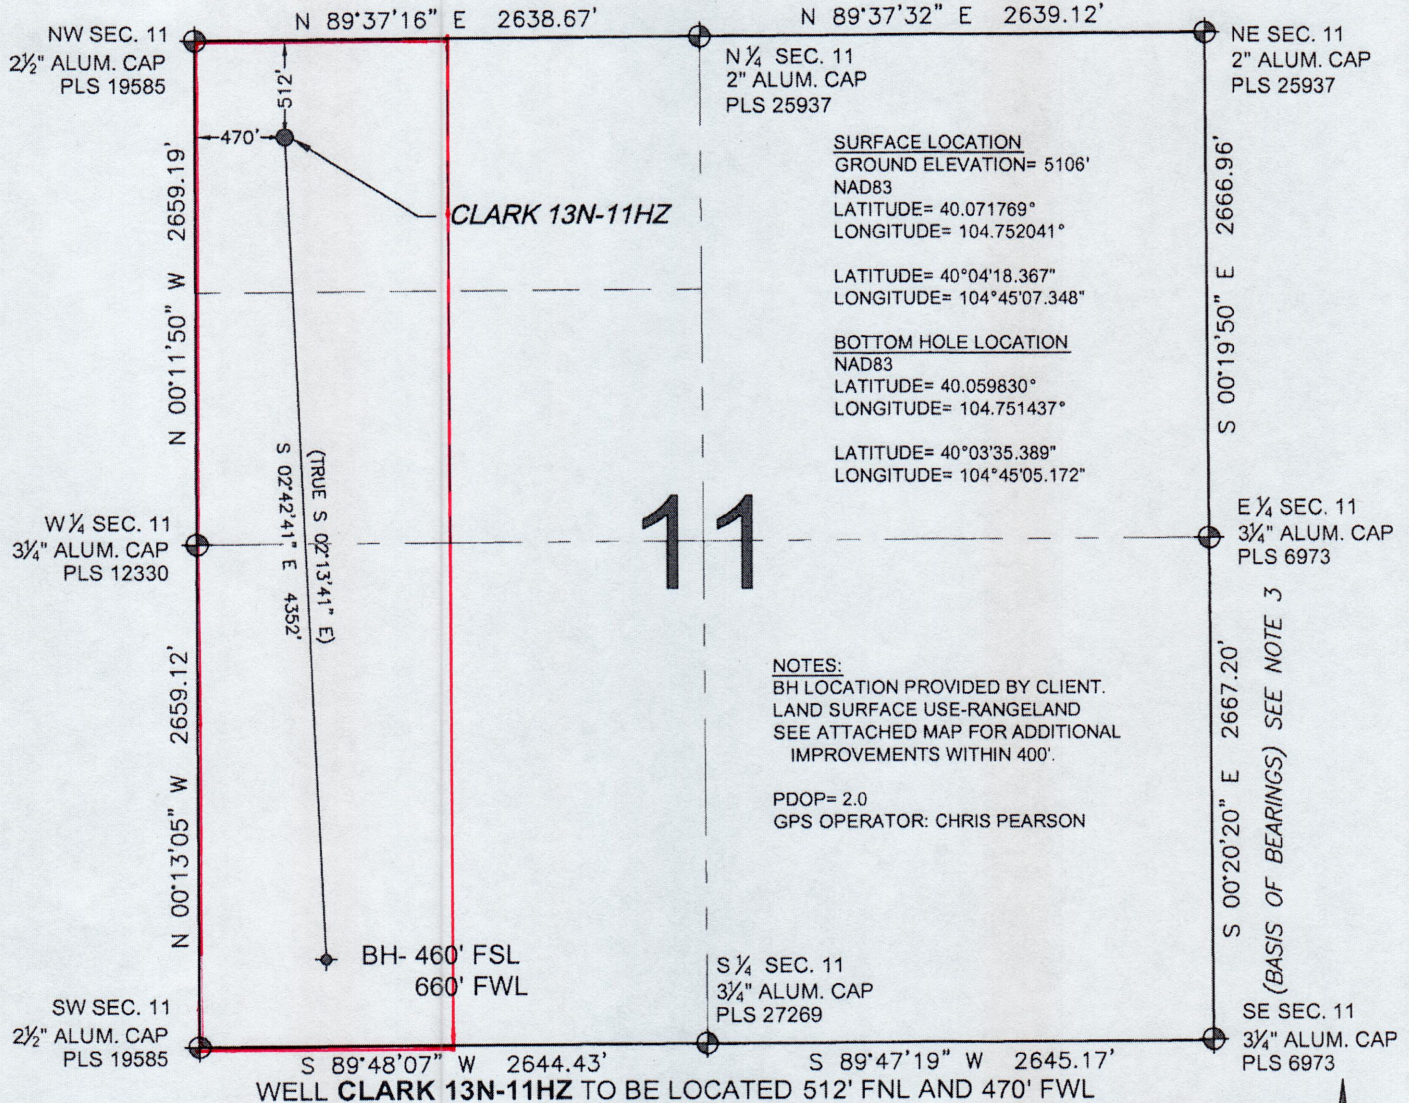 N 89°37'16" E 2638.67'
N 89°37'32" E 2639.12'
NW SEC. 11
2½" ALUM. CAP
PLS 19585
N ¼ SEC. 11
2" ALUM. CAP
PLS 25937
NE SEC. 11
2" ALUM. CAP
PLS 25937
512'
470'
CLARK 13N-11HZ
SURFACE LOCATION
GROUND ELEVATION= 5106'
NAD83
LATITUDE= 40.071769°
LONGITUDE= 104.752041°
LATITUDE= 40°04'18.367"
LONGITUDE= 104°45'07.348"
BOTTOM HOLE LOCATION
NAD83
LATITUDE= 40.059830°
LONGITUDE= 104.751437°
LATITUDE= 40°03'35.389"
LONGITUDE= 104°45'05.172"
N 00°11'50" W 2659.19'
S 00°19'50" E 2666.96'
(TRUE S 02°13'41" E)
S 02°42'41" E 4352'
W ¼ SEC. 11
3¼" ALUM. CAP
PLS 12330
11
E ¼ SEC. 11
3¼" ALUM. CAP
PLS 6973
N 00°13'05" W 2659.12'
NOTES:
BH LOCATION PROVIDED BY CLIENT.
LAND SURFACE USE-RANGELAND
SEE ATTACHED MAP FOR ADDITIONAL
IMPROVEMENTS WITHIN 400'.
PDOP= 2.0
GPS OPERATOR: CHRIS PEARSON
S 00°20'20" E 2667.20'
(BASIS OF BEARINGS) SEE NOTE 3
BH- 460' FSL
660' FWL
S ¼ SEC. 11
3¼" ALUM. CAP
PLS 27269
SW SEC. 11
2½" ALUM. CAP
PLS 19585
SE SEC. 11
3¼" ALUM. CAP
PLS 6973
S 89°48'07" W 2644.43'
S 89°47'19" W 2645.17'
WELL CLARK 13N-11HZ TO BE LOCATED 512' FNL AND 470' FWL